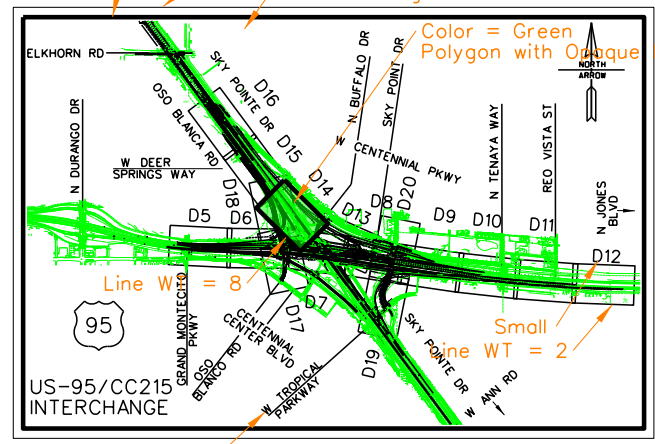 Color = Green
Polygon with Opaque
ELKHORN RD
SKY POINTE DR
D16
N BUFFALO DR
SKY POINT DR
NORTH
ARROW
OSO BLANCA RD
D15
W CENTENNIAL PKWY
N DURANGO DR
W DEER
SPRINGS WAY
D14
N TENAYA WAY
REO VISTA ST
D18
D13
D8
D20
N JONES
BLVD
D5
D6
D9
D10
D11
D12
Line WT = 8
D7
95
GRAND MONTECITO
PKWY
D17
CENTENNIAL
CENTER BLVD
Small
Line WT = 2
SKY POINTE DR
OSO
BLANCO RD
D19
US-95/CC215
INTERCHANGE
W TROPICAL
PARKWAY
W ANN RD